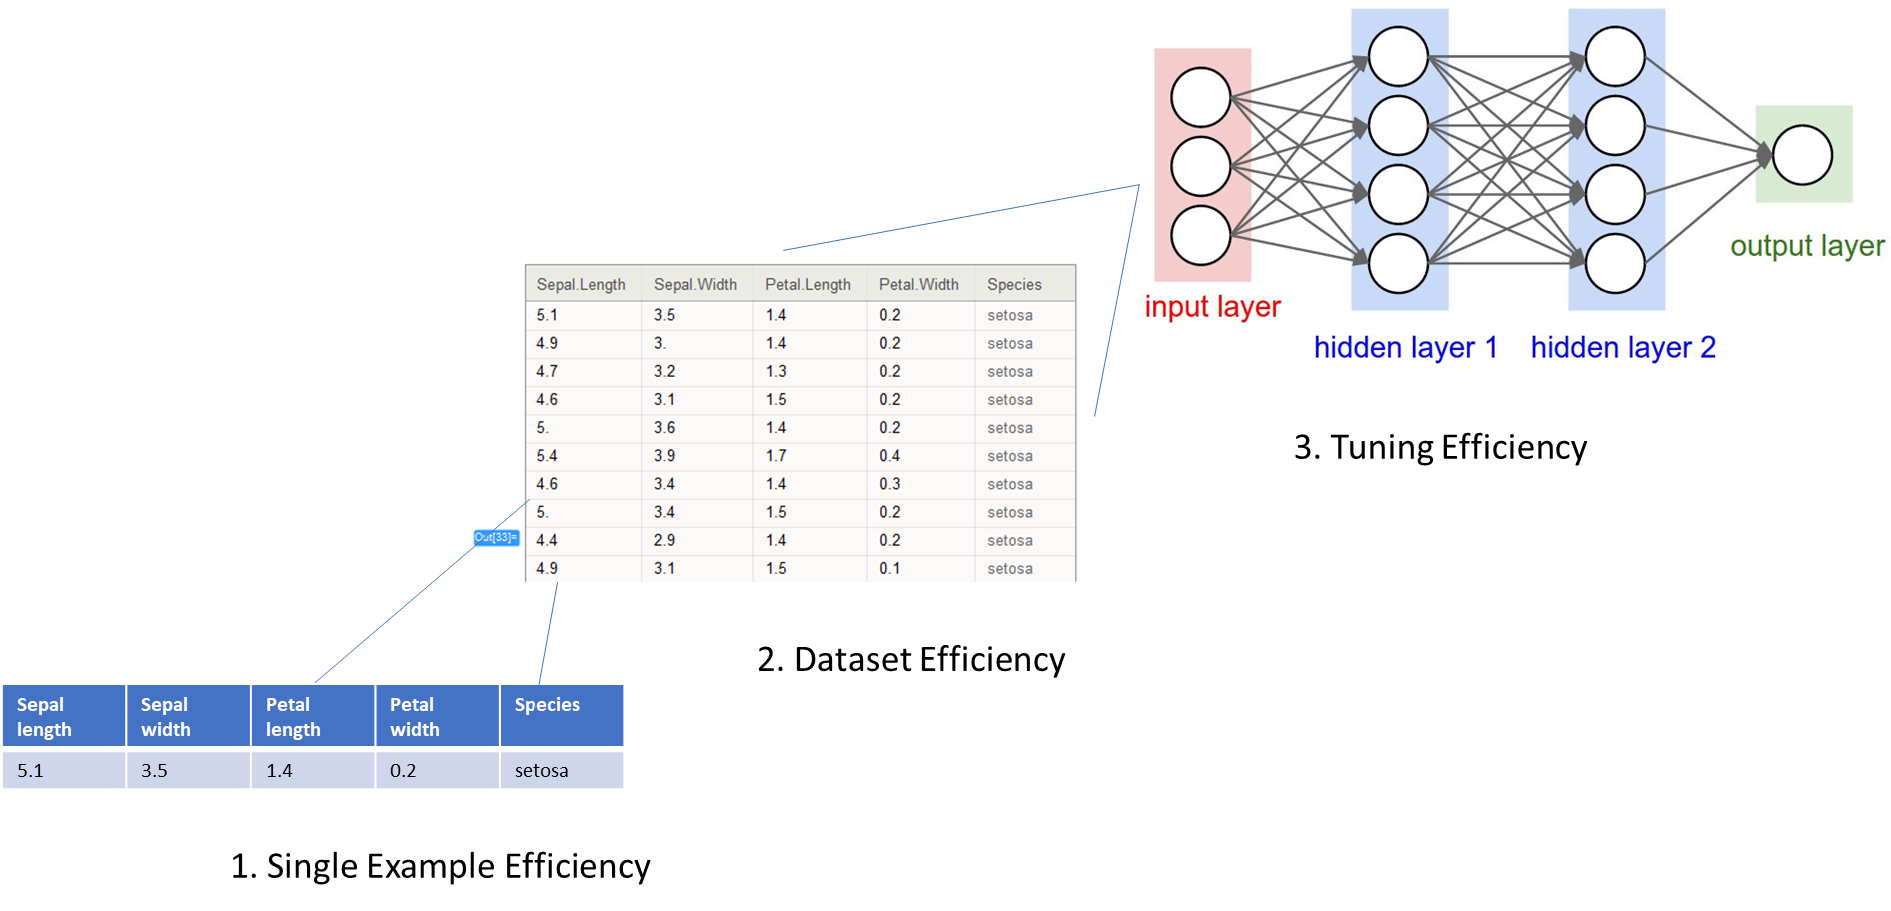 input layer
hidden layer 1
hidden layer 2
output layer
3. Tuning Efficiency
Sepal.Length Sepal.Width Petal.Length Petal.Width Species
5.1 3.5 1.4 0.2 setosa
4.9 3. 1.4 0.2 setosa
4.7 3.2 1.3 0.2 setosa
4.6 3.1 1.5 0.2 setosa
5. 3.6 1.4 0.2 setosa
5.4 3.9 1.7 0.4 setosa
4.6 3.4 1.4 0.3 setosa
5. 3.4 1.5 0.2 setosa
Out[33]= 4.4 2.9 1.4 0.2 setosa
4.9 3.1 1.5 0.1 setosa
2. Dataset Efficiency
Sepal length Sepal width Petal length Petal width Species
5.1 3.5 1.4 0.2 setosa
1. Single Example Efficiency